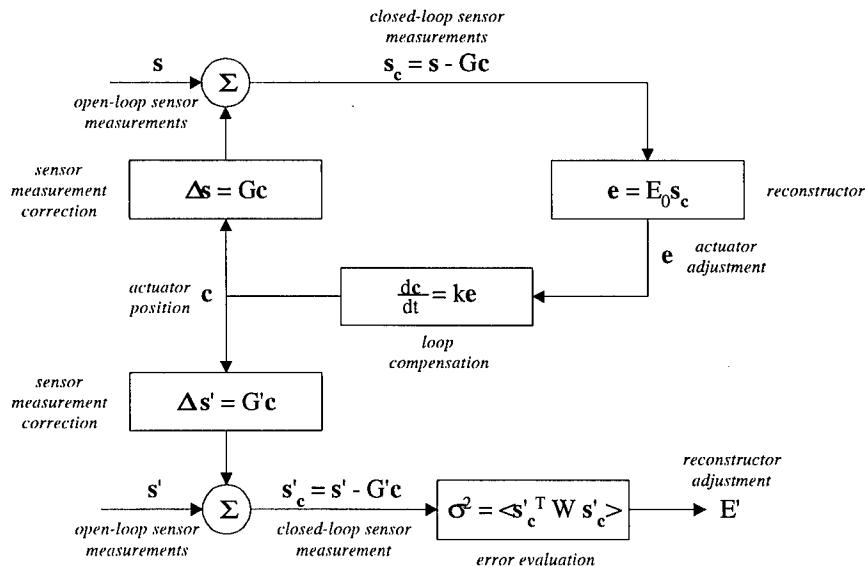 closed-loop sensor
measurements
s_c = s - Gc
s
Σ
open-loop sensor
measurements
sensor
measurement
correction
Δs = Gc
e = E₀s_c
reconstructor
e
actuator
adjustment
actuator
position
c
dc/dt = ke
loop
compensation
sensor
measurement
correction
Δs' = G'c
s'
Σ
s'_c = s' - G'c
open-loop sensor
measurements
closed-loop sensor
measurement
σ² = <s'_c^T W s'_c>
error evaluation
reconstructor
adjustment
E'